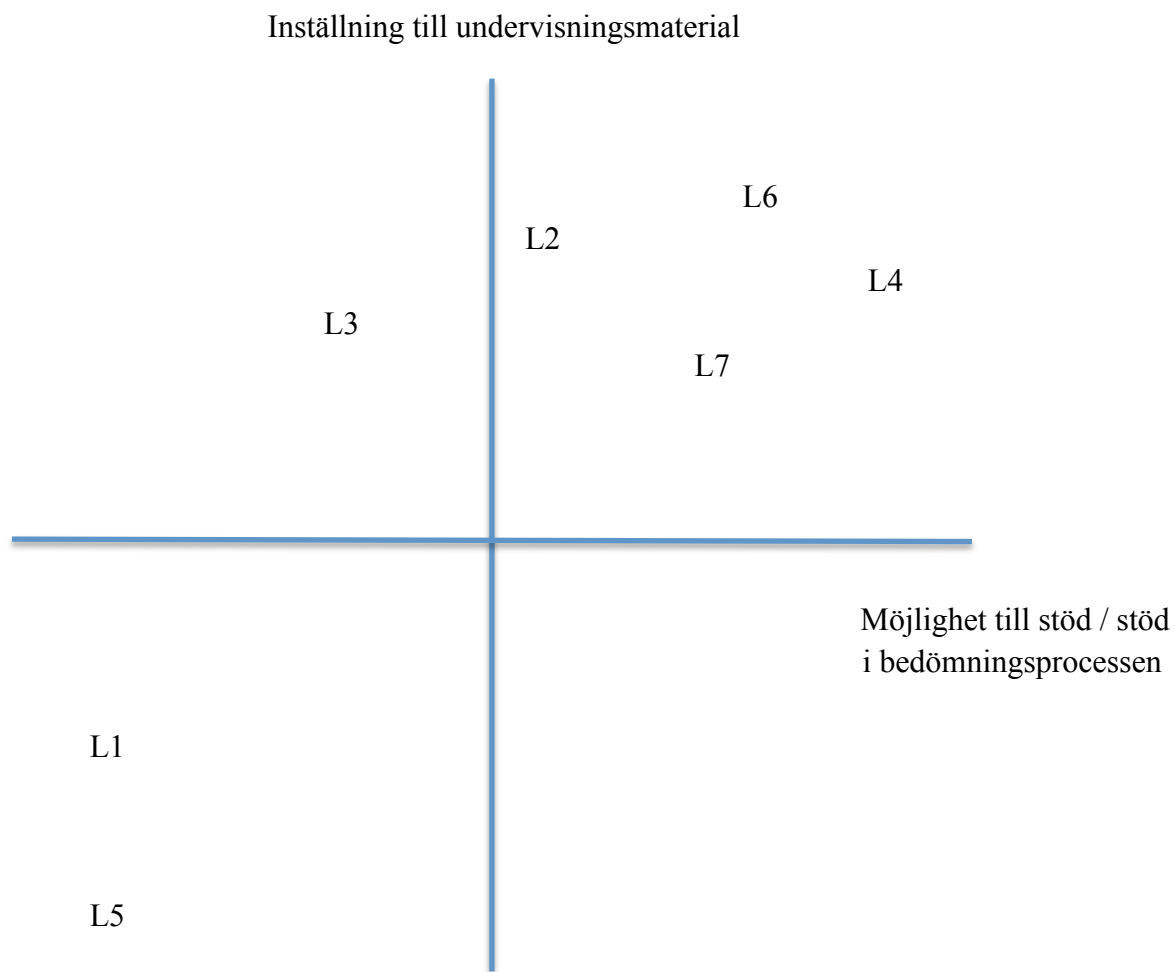 Inställning till undervisningsmaterial
L6
L2
L4
L3
L7
Möjlighet till stöd / stöd
i bedömningsprocessen
L1
L5